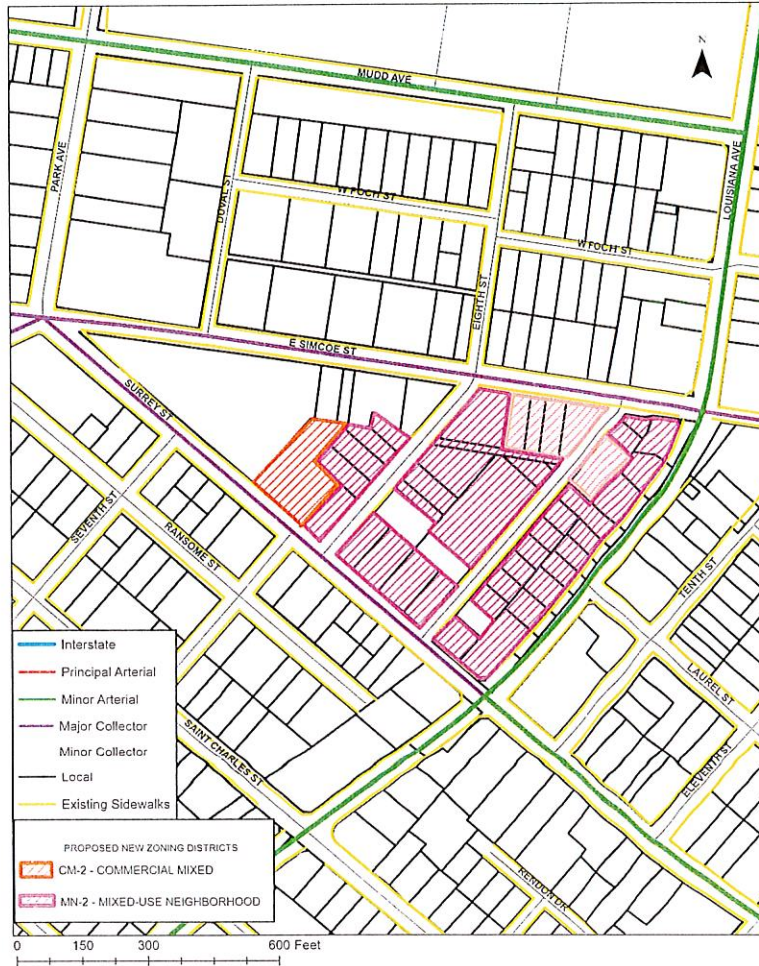 N
MUDD AVE
PARK AVE
LOUISIANA AVE
DUVAL ST
W FOCH ST
W FOCH ST
EIGHTH ST
E SIMCOE ST
SURREY ST
SEVENTH ST
RANSOME ST
TENTH ST
LAUREL ST
ELEVENTH ST
SAINT CHARLES ST
RENDON DR
Interstate
Principal Arterial
Minor Arterial
Major Collector
Minor Collector
Local
Existing Sidewalks
PROPOSED NEW ZONING DISTRICTS
CM-2 - COMMERCIAL MIXED
MN-2 - MIXED-USE NEIGHBORHOOD
0 150 300 600 Feet